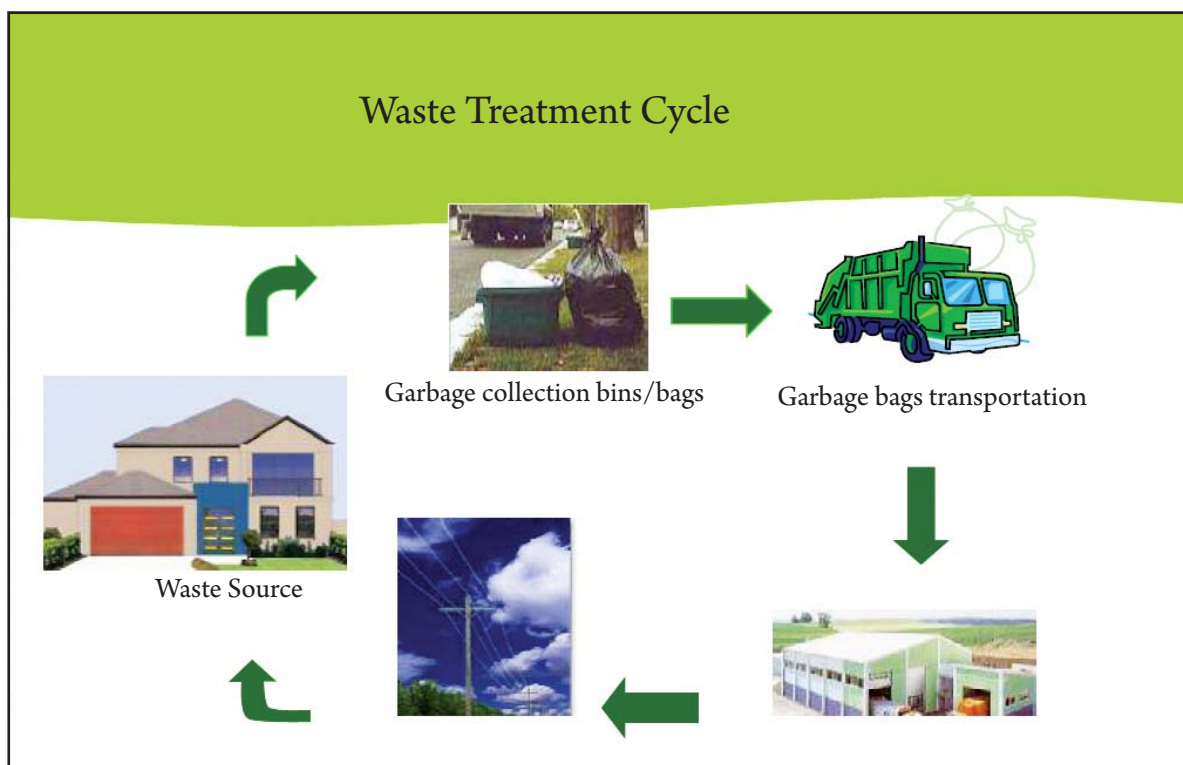 Waste Treatment Cycle
Garbage collection bins/bags
Garbage bags transportation
Waste Source